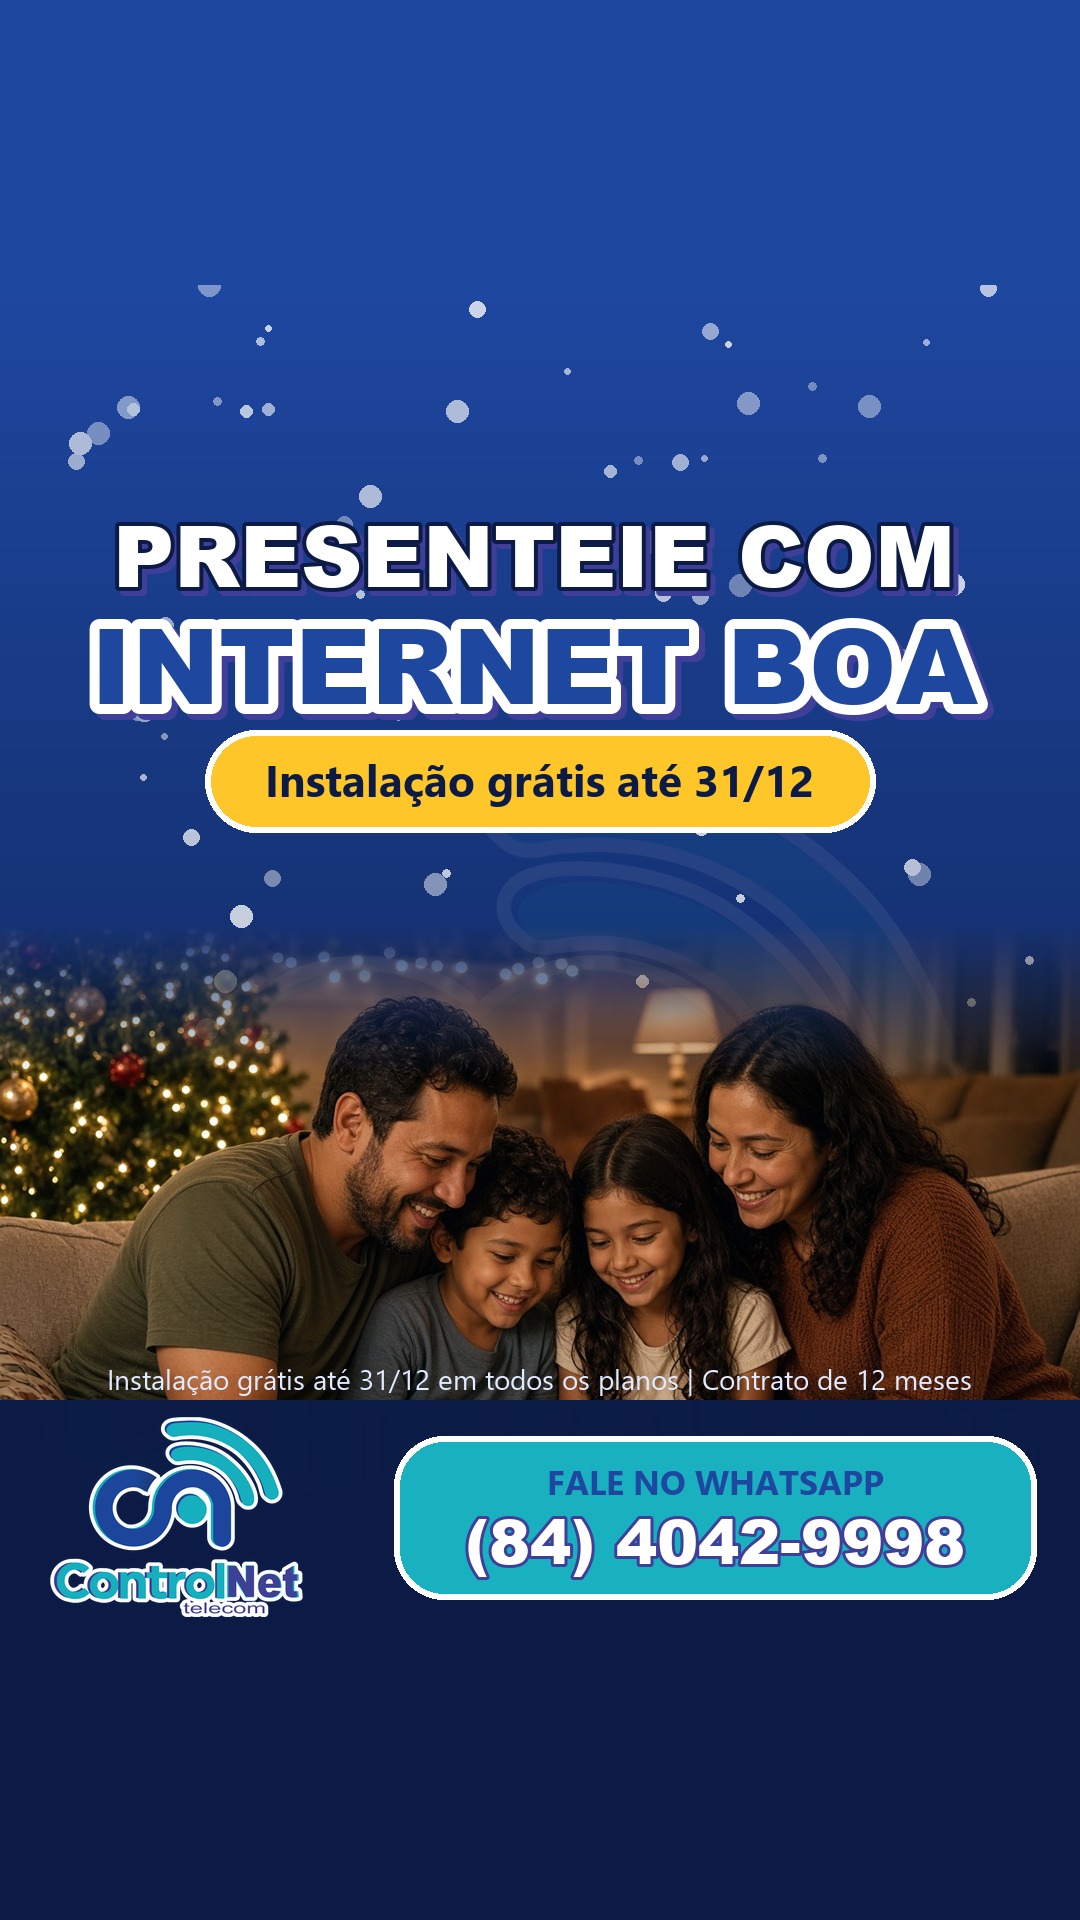 PRESENTEIE COM
INTERNET BOA
Instalação grátis até 31/12
Instalação grátis até 31/12 em todos os planos | Contrato de 12 meses
ControlNet
telecom
FALE NO WHATSAPP
(84) 4042-9998